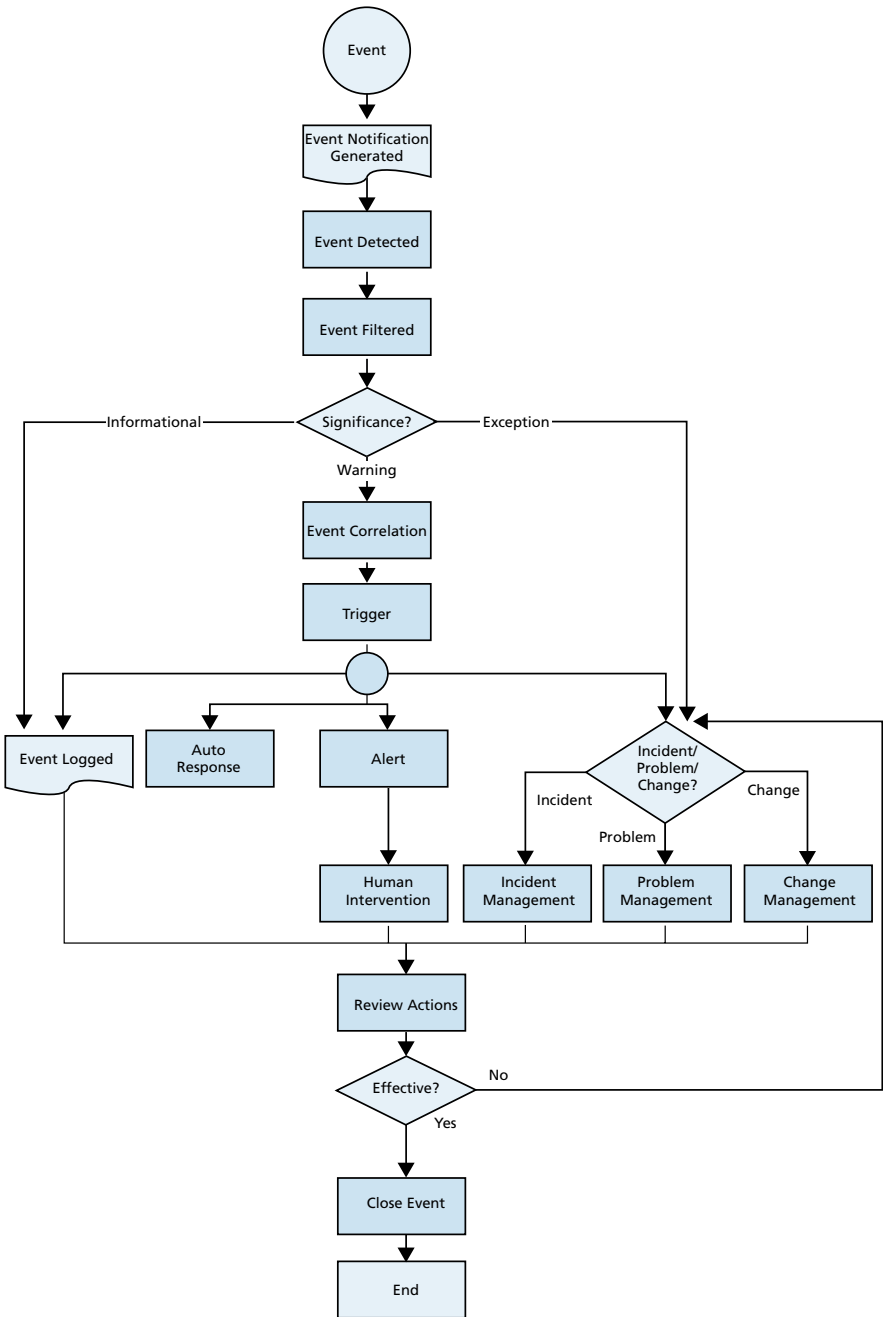 Event
Event Notification
Generated
Event Detected
Event Filtered
Informational
Significance?
Exception
Warning
Event Correlation
Trigger
Event Logged
Auto
Response
Alert
Incident/
Problem/
Change?
Incident
Problem
Change
Human
Intervention
Incident
Management
Problem
Management
Change
Management
Review Actions
Effective?
No
Yes
Close Event
End